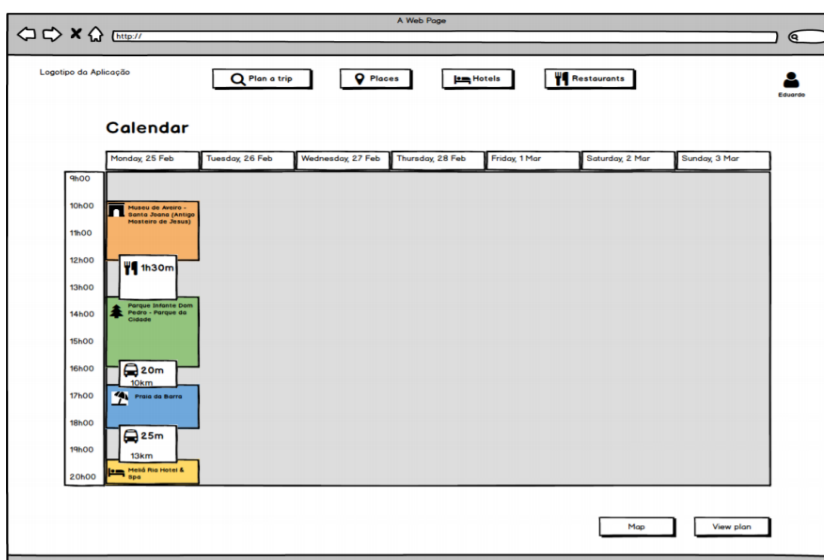 A Web Page
http://
Logotipo da Aplicação
Plan a trip
Places
Hotels
Restaurants
Eduardo
Calendar
Monday, 25 Feb
Tuesday, 26 Feb
Wednesday, 27 Feb
Thursday, 28 Feb
Friday, 1 Mar
Saturday, 2 Mar
Sunday, 3 Mar
9h00
10h00
Museu de Aveiro -
Santa Joana (Antigo
Mosteiro de Jesus)
11h00
12h00
1h30m
13h00
Parque Infante Dom
Pedro - Parque da
Cidade
14h00
15h00
16h00
20m
10km
17h00
Praia da Barra
18h00
25m
19h00
13km
Meliá Ria Hotel &
Spa
20h00
Map
View plan